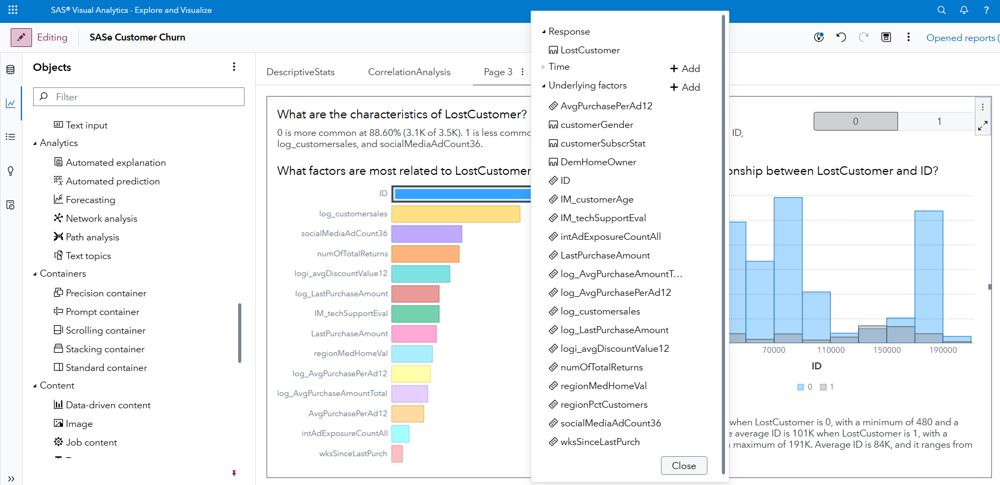 SAS® Visual Analytics - Explore and Visualize
?
Editing
SASe Customer Churn
Opened reports (
Objects
Filter
Text input
Analytics
Automated explanation
Automated prediction
Forecasting
Network analysis
Path analysis
Text topics
Containers
Precision container
Prompt container
Scrolling container
Stacking container
Standard container
Content
Data-driven content
Image
Job content
DescriptiveStats
CorrelationAnalysis
Page 3
What are the characteristics of LostCustomer?
0 is more common at 88.60% (3.1K of 3.5K). 1 is less commo
log_customersales, and socialMediaAdCount36.
What factors are most related to LostCustomer
ID
log_customersales
socialMediaAdCount36
numOfTotalReturns
logi_avgDiscountValue12
log_LastPurchaseAmount
IM_techSupportEval
LastPurchaseAmount
regionMedHomeVal
log_AvgPurchasePerAd12
log_AvgPurchaseAmountTotal
AvgPurchasePerAd12
intAdExposureCountAll
wksSinceLastPurch
Response
LostCustomer
Time
Add
Underlying factors
Add
AvgPurchasePerAd12
customerGender
customerSubscrStat
DemHomeOwner
ID
IM_customerAge
IM_techSupportEval
intAdExposureCountAll
LastPurchaseAmount
log_AvgPurchaseAmountT...
log_AvgPurchasePerAd12
log_customersales
log_LastPurchaseAmount
logi_avgDiscountValue12
numOfTotalReturns
regionMedHomeVal
regionPctCustomers
socialMediaAdCount36
wksSinceLastPurch
Close
0 1
ID,
onship between LostCustomer and ID?
70000 110000 150000 190000
ID
0 1
when LostCustomer is 0, with a minimum of 480 and a
e average ID is 101K when LostCustomer is 1, with a
maximum of 191K. Average ID is 84K, and it ranges from